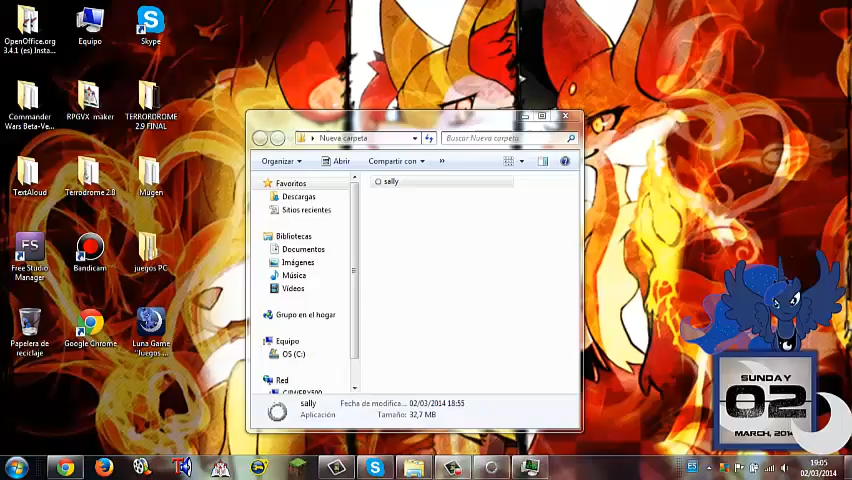 OpenOffice.org
3.4.1 (es) Insta...
Equipo
Skype
Commander
Wars Beta-Ve...
RPGVX maker
TERRORDROME
2.9 FINAL
TextAloud
Terrodrome 2.8
Mugen
Free Studio
Manager
Bandicam
juegos PC
Papelera de
reciclaje
Google Chrome
Luna Game
"Juegos ...
Nueva carpeta
Buscar Nueva carpeta
Organizar
Abrir
Compartir con
»
Favoritos
Descargas
Sitios recientes
Bibliotecas
Documentos
Imágenes
Música
Vídeos
Grupo en el hogar
Equipo
OS (C:)
Red
sally
sally
Fecha de modifica... 02/03/2014 18:55
Aplicación
Tamaño: 32,7 MB
SUNDAY
02
MARCH, 2014
ES
19:05
02/03/2014